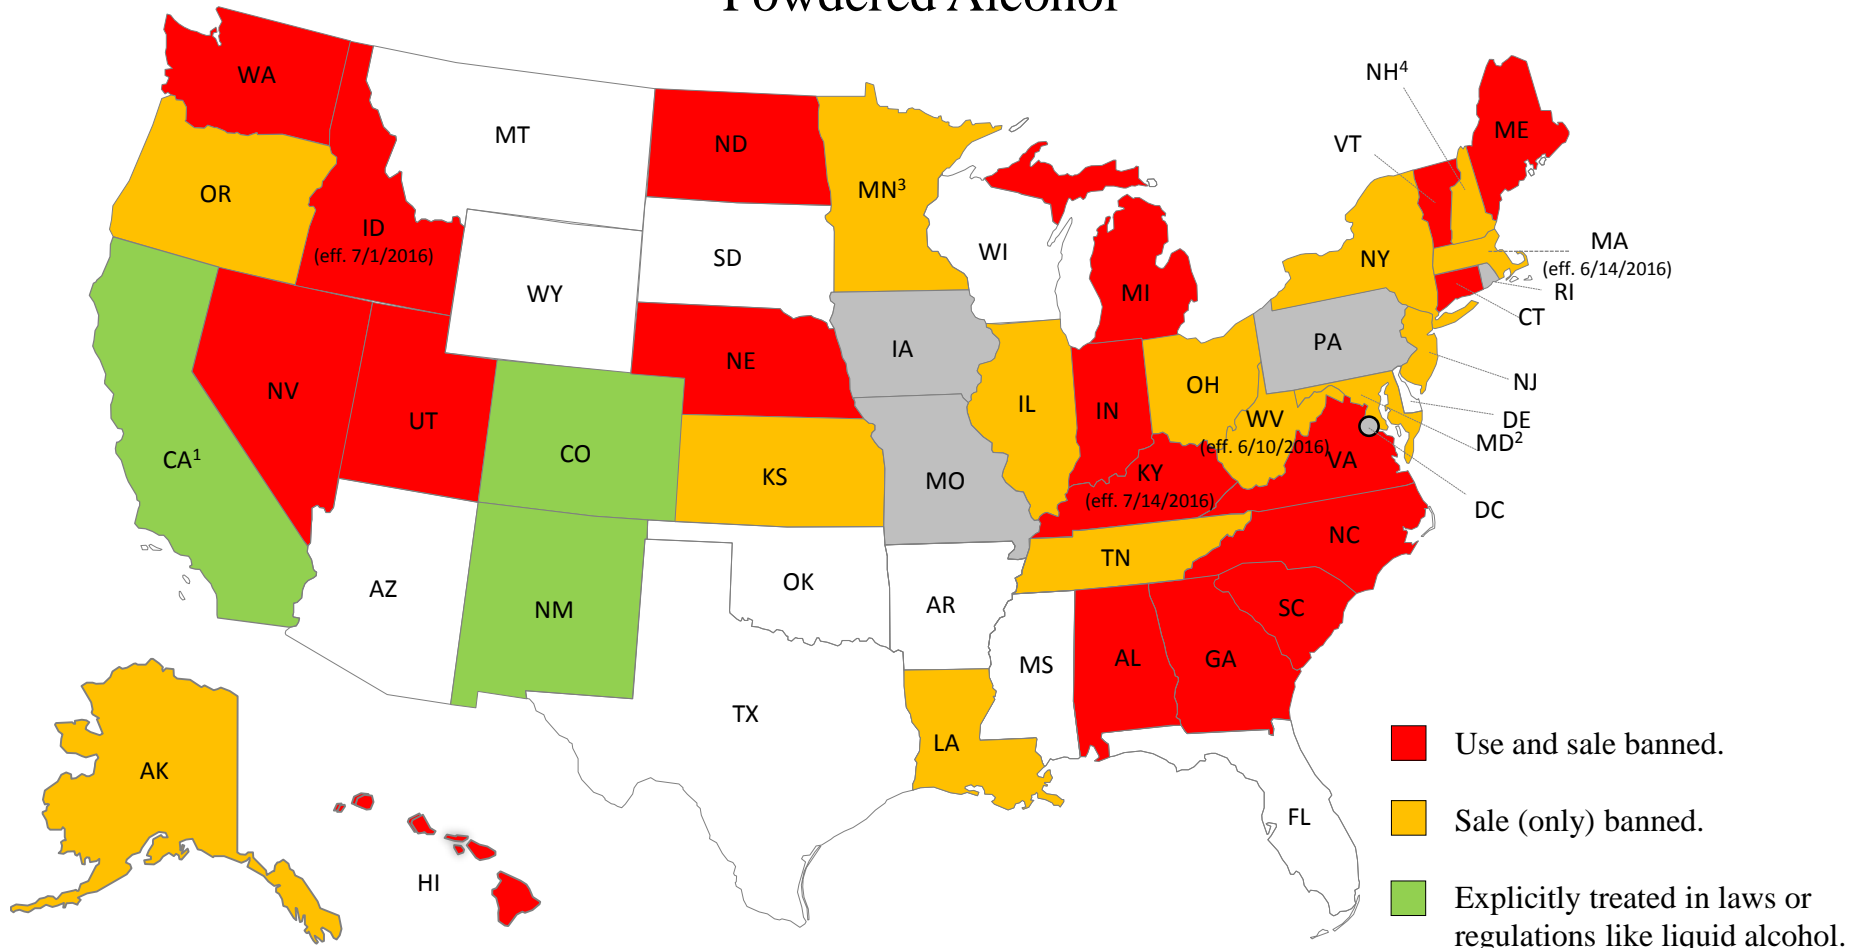 Powdered Alcohol
WA
MT
ND
MN³
NH⁴
VT
ME
OR
ID
(eff. 7/1/2016)
SD
WI
NY
MA
(eff. 6/14/2016)
RI
CT
WY
MI
IA
PA
NE
NV
UT
CO
CA¹
KS
MO
IL
IN
OH
WV
(eff. 6/10/2016)
VA
KY
(eff. 7/14/2016)
NJ
DE
MD²
DC
NC
TN
AZ
NM
OK
AR
SC
MS
AL
GA
TX
LA
AK
HI
FL
Use and sale banned.
Sale (only) banned.
Explicitly treated in laws or
regulations like liquid alcohol.